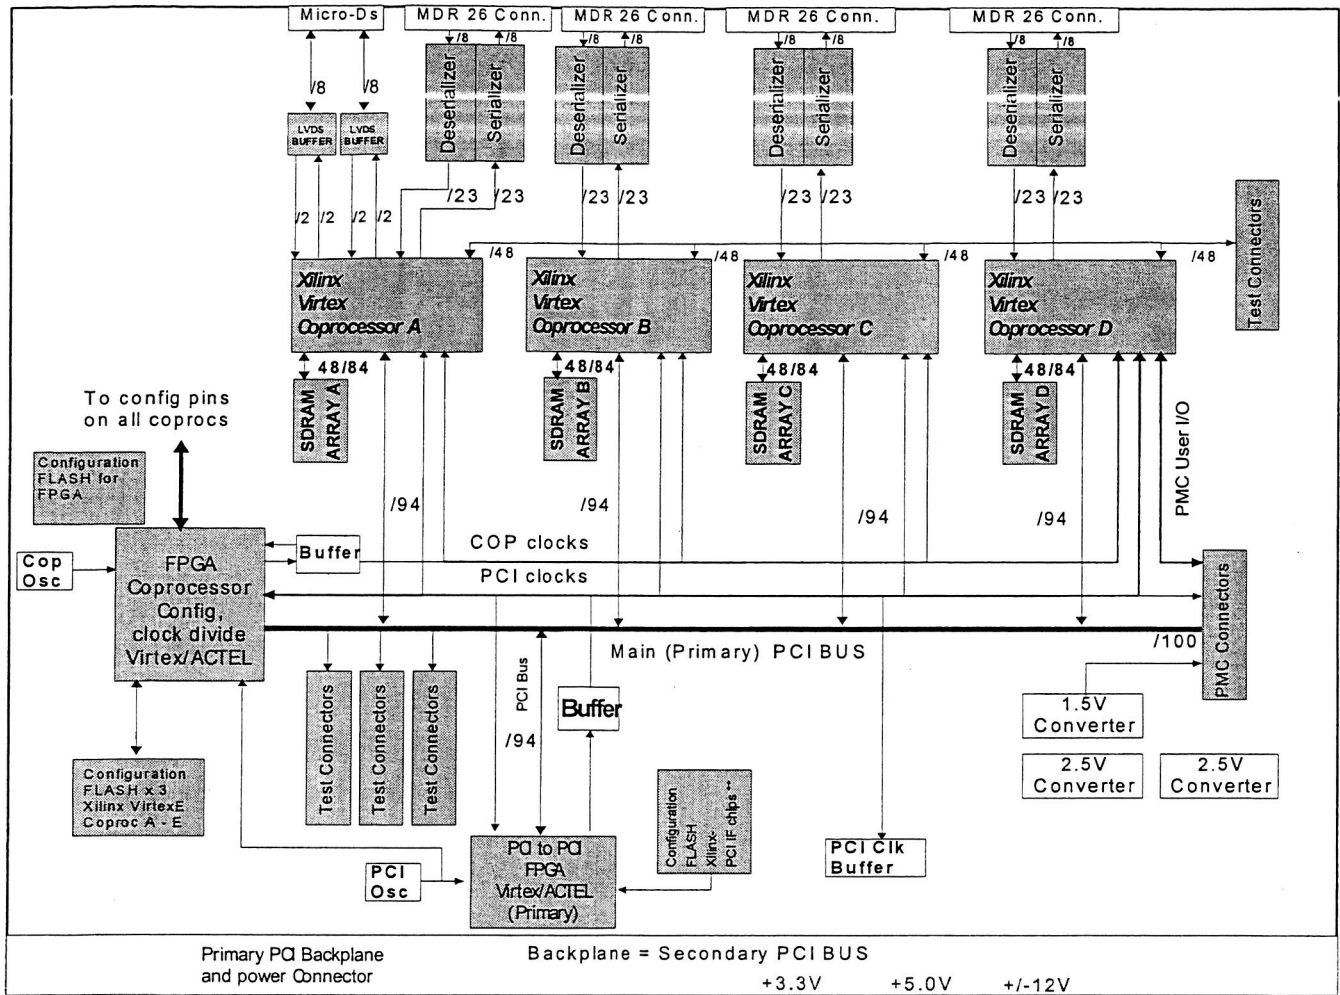 Micro-Ds
MDR 26 Conn.
MDR 26 Conn.
MDR 26 Conn.
MDR 26 Conn.
/8
/8
/8
/8
/8
/8
/8
/8
/8
/8
Deserializer
Serializer
Deserializer
Serializer
Deserializer
Serializer
Deserializer
Serializer
LVDS
BUFFER
LVDS
BUFFER
/2
/2
/2
/2
/23
/23
/23
/23
/23
/23
/23
/23
/48
/48
/48
/48
Test Connectors
Xilinx
Virtex
Coprocessor A
Xilinx
Virtex
Coprocessor B
Xilinx
Virtex
Coprocessor C
Xilinx
Virtex
Coprocessor D
48/84
48/84
48/84
48/84
SDRAM
ARRAY A
SDRAM
ARRAY B
SDRAM
ARRAY C
SDRAM
ARRAY D
PMC User I/O
To config pins
on all coprocs
Configuration
FLASH for
FPGA
/94
/94
/94
/94
Cop
Osc
FPGA
Coprocessor
Config,
clock divide
Virtex/ACTEL
Buffer
COP clocks
PCI clocks
Main (Primary) PCI BUS
/100
PMC Connectors
Test Connectors
Test Connectors
Test Connectors
PCI Bus
/94
Buffer
1.5V
Converter
2.5V
Converter
2.5V
Converter
Configuration
FLASH x 3
Xilinx VirtexE
Coproc A - E
Configuration
FLASH
Xilinx-
PCI IF chips **
PCI
Osc
PCI to PCI
FPGA
Virtex/ACTEL
(Primary)
PCI Clk
Buffer
Primary PCI Backplane
and power Connector
Backplane = Secondary PCI BUS
+3.3V
+5.0V
+/-12V